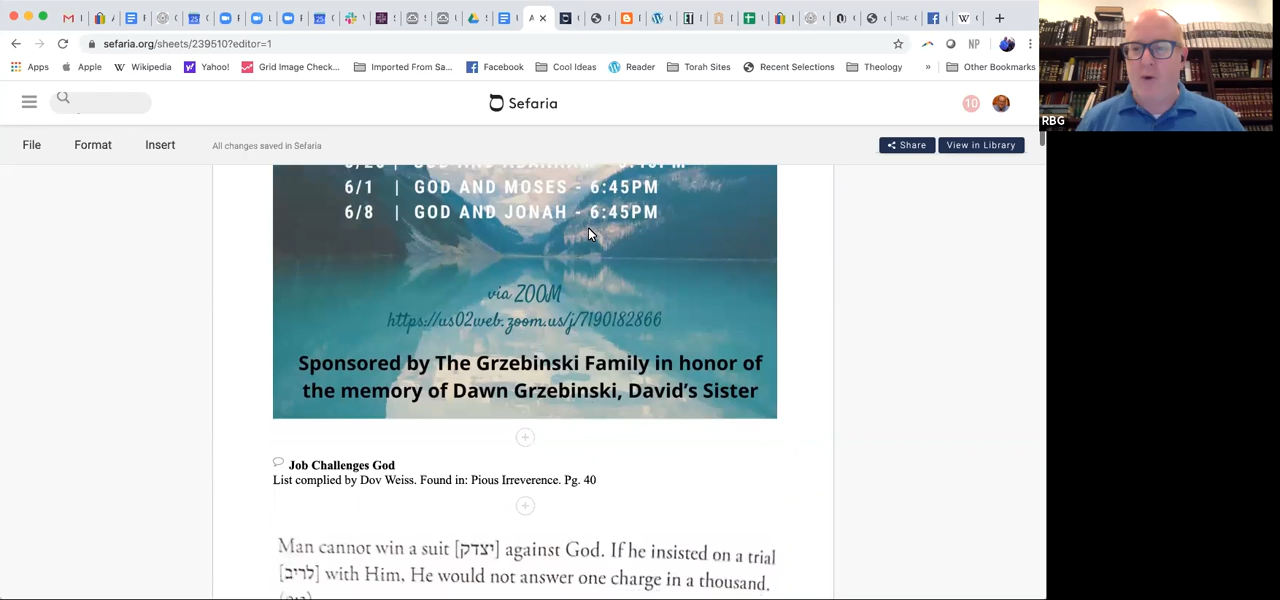 M
sefaria.org/sheets/239510?editor=1
NP
Apps
Apple
Wikipedia
Yahoo!
Grid Image Check...
Imported From Sa...
Facebook
Cool Ideas
Reader
Torah Sites
Recent Selections
Theology
»
Other Bookmarks
RBG
Sefaria
10
File
Format
Insert
All changes saved in Sefaria
Share
View in Library
6/1 | GOD AND MOSES - 6:45PM
6/8 | GOD AND JONAH - 6:45PM
via ZOOM
https://us02web.zoom.us/j/7190182866
Sponsored by The Grzebinski Family in honor of
the memory of Dawn Grzebinski, David's Sister
Job Challenges God
List complied by Dov Weiss. Found in: Pious Irreverence. Pg. 40
Man cannot win a suit [יצדק] against God. If he insisted on a trial
[לריב] with Him, He would not answer one charge in a thousand.